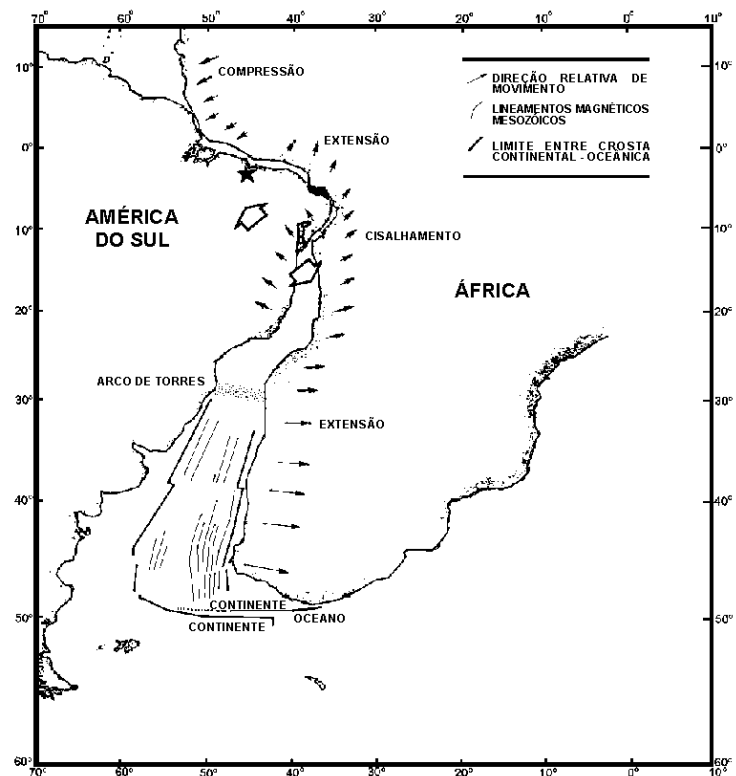 70° 60° 50° 40° 30° 20° 10° 0° 10°
10°
0°
10°
20°
30°
40°
50°
60°
COMPRESSÃO
EXTENSÃO
DIREÇÃO RELATIVA DE
MOVIMENTO
LINEAMENTOS MAGNÉTICOS
MESOZÓICOS
LIMITE ENTRE CROSTA
CONTINENTAL - OCEÂNICA
AMÉRICA
DO SUL
CISALHAMENTO
ÁFRICA
ARCO DE TORRES
EXTENSÃO
CONTINENTE
OCEANO
CONTINENTE
10°
0°
10°
20°
30°
40°
50°
60°
70° 60° 50° 40° 30° 20° 10° 0° 10°